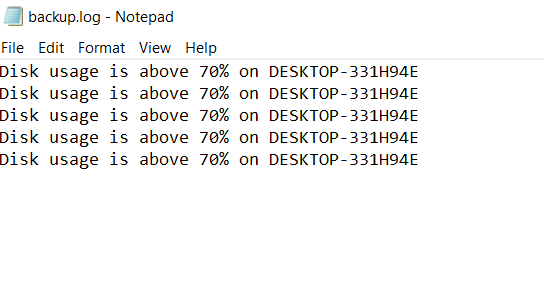 backup.log - Notepad
File Edit Format View Help
Disk usage is above 70% on DESKTOP-331H94E
Disk usage is above 70% on DESKTOP-331H94E
Disk usage is above 70% on DESKTOP-331H94E
Disk usage is above 70% on DESKTOP-331H94E
Disk usage is above 70% on DESKTOP-331H94E